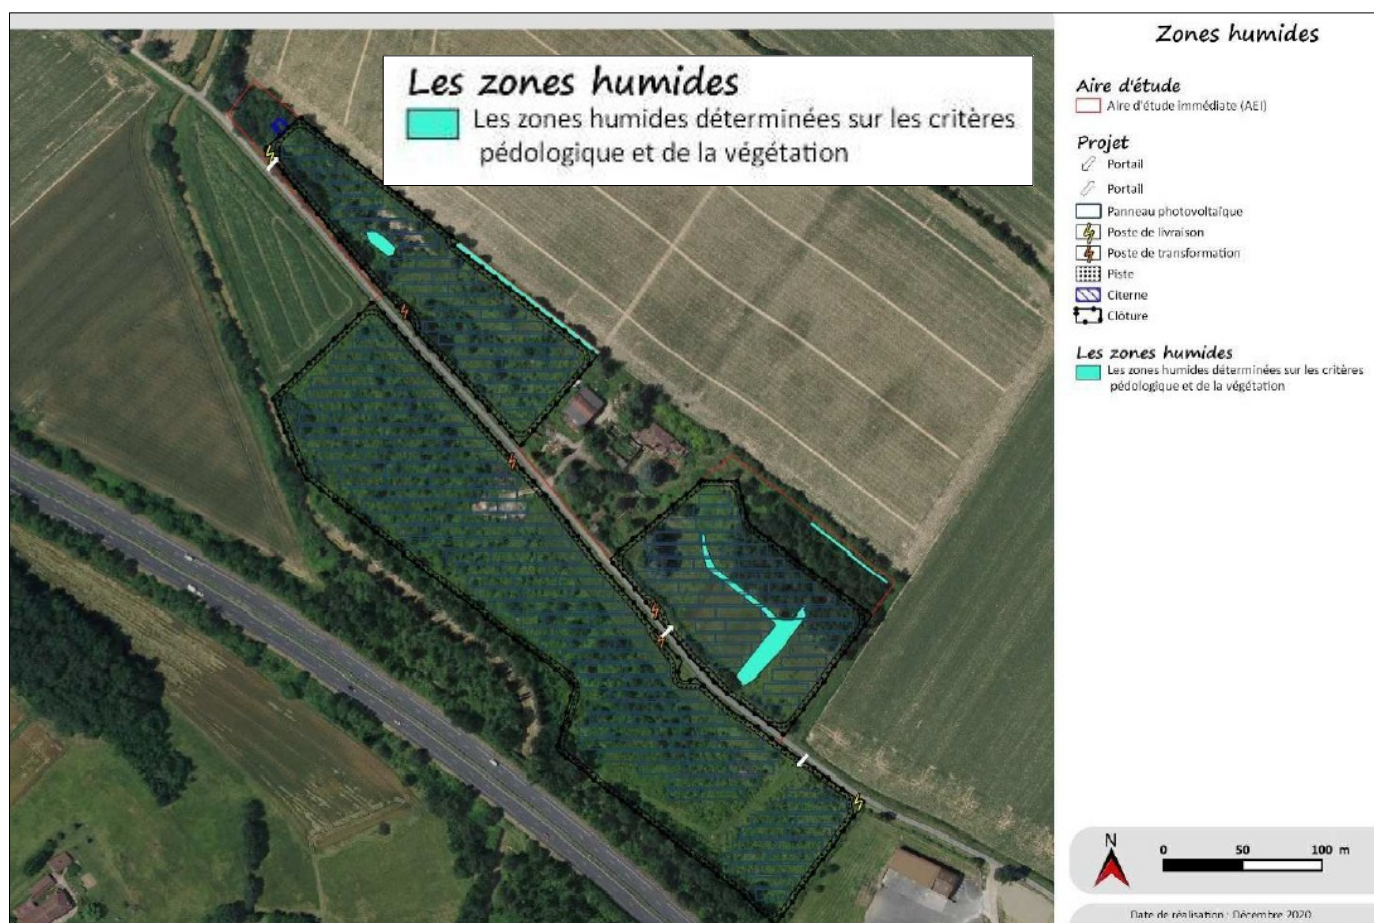 Zones humides
Les zones humides
Les zones humides déterminées sur les critères
pédologique et de la végétation
Aire d'étude
Aire d'étude immédiate (AEI)
Projet
Portail
Portail
Panneau photovoltaïque
Poste de livraison
Poste de transformation
Piste
Citerne
Clôture
Les zones humides
Les zones humides déterminées sur les critères
pédologique et de la végétation
N
0 50 100 m
Date de réalisation : Décembre 2020